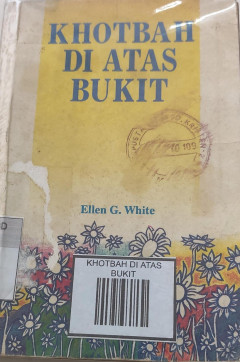 KHOTBAH
DI ATAS
BUKIT
Ellen G. White
KHOTBAH DI ATAS
BUKIT